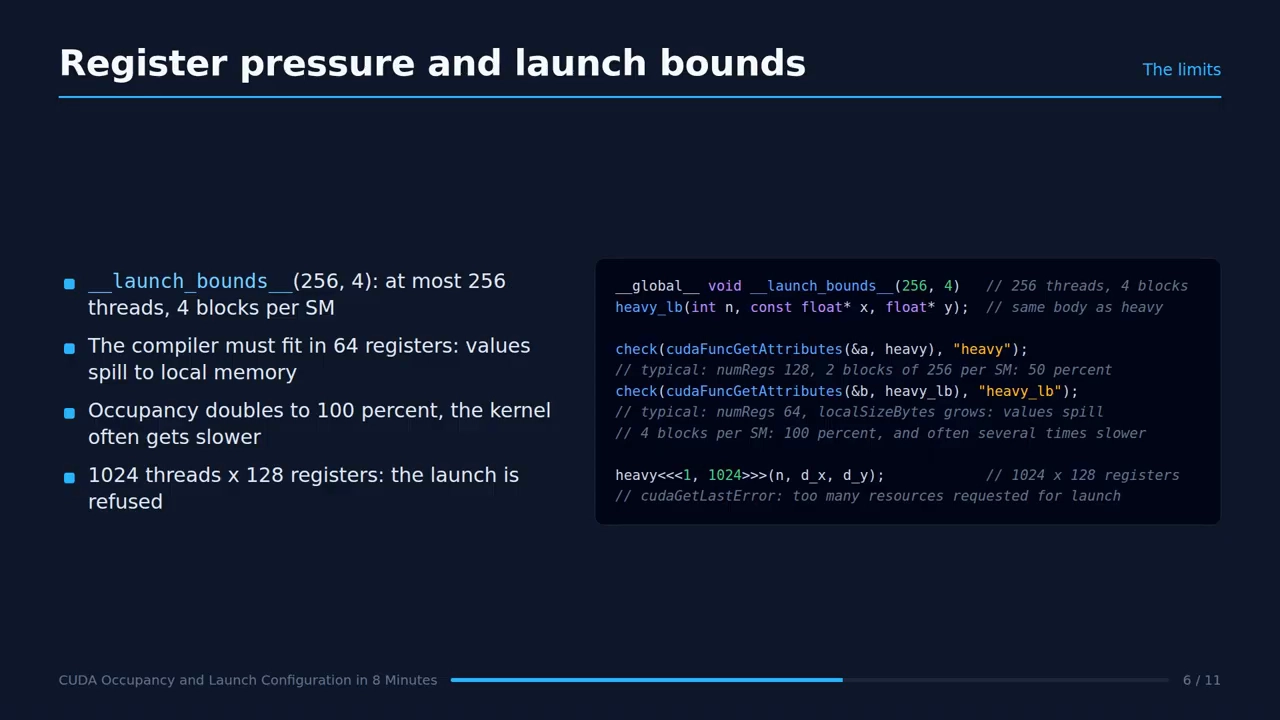 Register pressure and launch bounds
The limits
__launch_bounds__(256, 4): at most 256
threads, 4 blocks per SM
The compiler must fit in 64 registers: values
spill to local memory
Occupancy doubles to 100 percent, the kernel
often gets slower
1024 threads x 128 registers: the launch is
refused
__global__ void __launch_bounds__(256, 4)   // 256 threads, 4 blocks
heavy_lb(int n, const float* x, float* y);  // same body as heavy
check(cudaFuncGetAttributes(&a, heavy), "heavy");
// typical: numRegs 128, 2 blocks of 256 per SM: 50 percent
check(cudaFuncGetAttributes(&b, heavy_lb), "heavy_lb");
// typical: numRegs 64, localSizeBytes grows: values spill
// 4 blocks per SM: 100 percent, and often several times slower
heavy<<<1, 1024>>>(n, d_x, d_y);            // 1024 x 128 registers
// cudaGetLastError: too many resources requested for launch
CUDA Occupancy and Launch Configuration in 8 Minutes
6 / 11